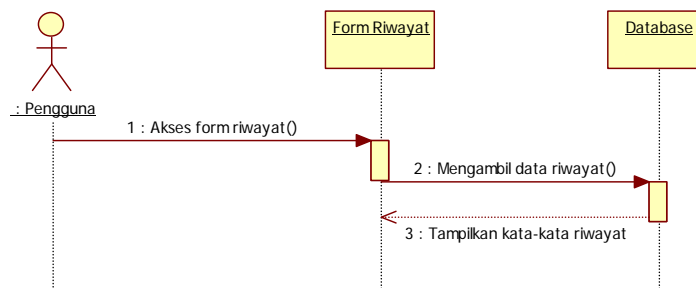 Form Riwayat
Database
: Pengguna
1 : Akses form riwayat()
2 : Mengambil data riwayat()
3 : Tampilkan kata-kata riwayat